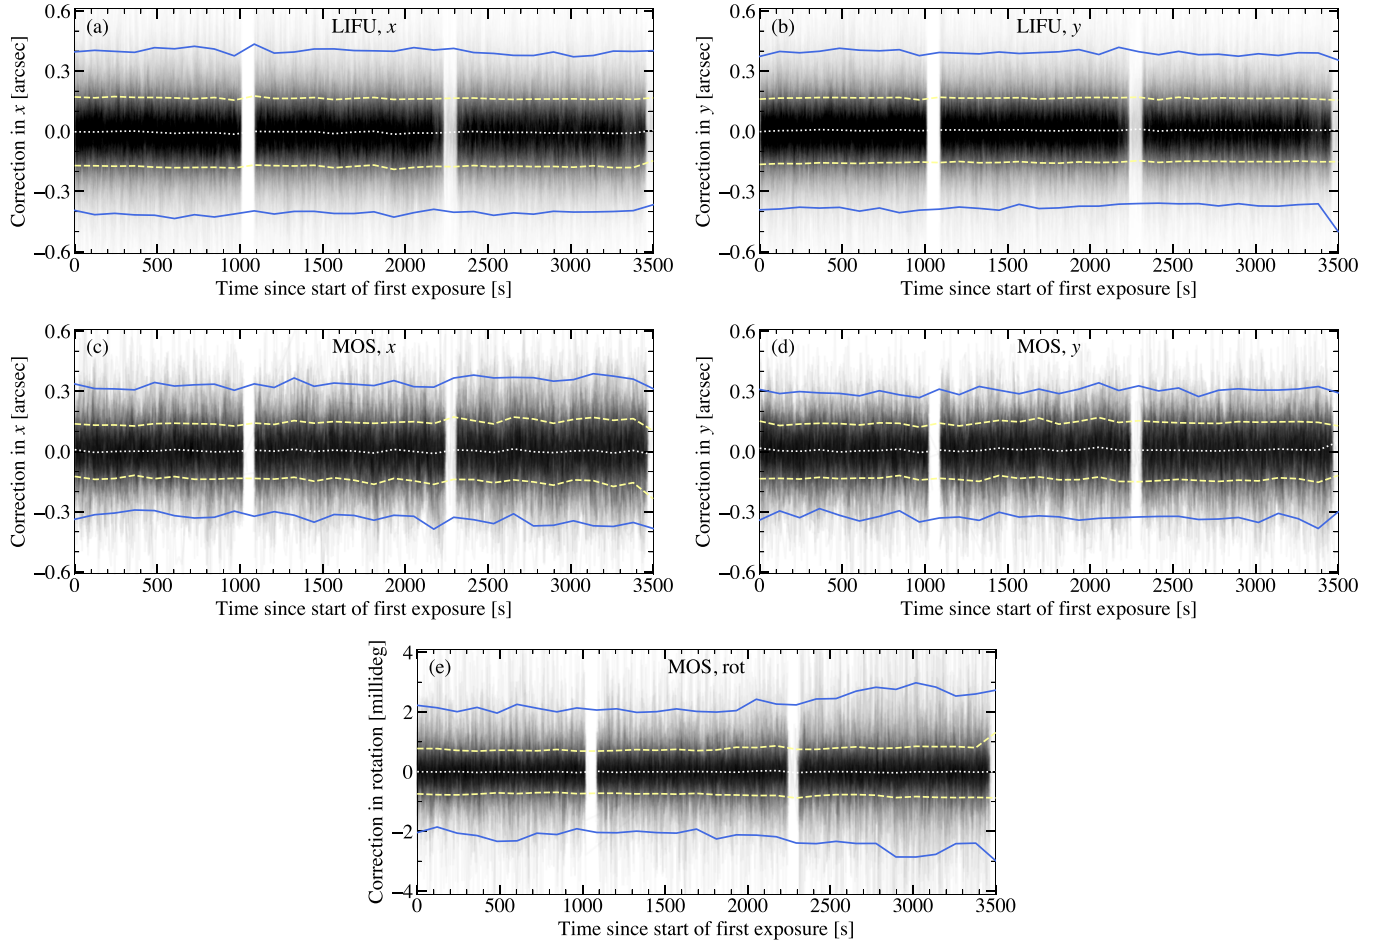 (a) LIFU, x
Correction in x [arcsec]
0.6
0.3
0.0
−0.3
−0.6
0 500 1000 1500 2000 2500 3000 3500
Time since start of first exposure [s]
(b) LIFU, y
Correction in y [arcsec]
0.6
0.3
0.0
−0.3
−0.6
0 500 1000 1500 2000 2500 3000 3500
Time since start of first exposure [s]
(c) MOS, x
Correction in x [arcsec]
0.6
0.3
0.0
−0.3
−0.6
0 500 1000 1500 2000 2500 3000 3500
Time since start of first exposure [s]
(d) MOS, y
Correction in y [arcsec]
0.6
0.3
0.0
−0.3
−0.6
0 500 1000 1500 2000 2500 3000 3500
Time since start of first exposure [s]
(e) MOS, rot
Correction in rotation [millideg]
4
2
0
−2
−4
0 500 1000 1500 2000 2500 3000 3500
Time since start of first exposure [s]